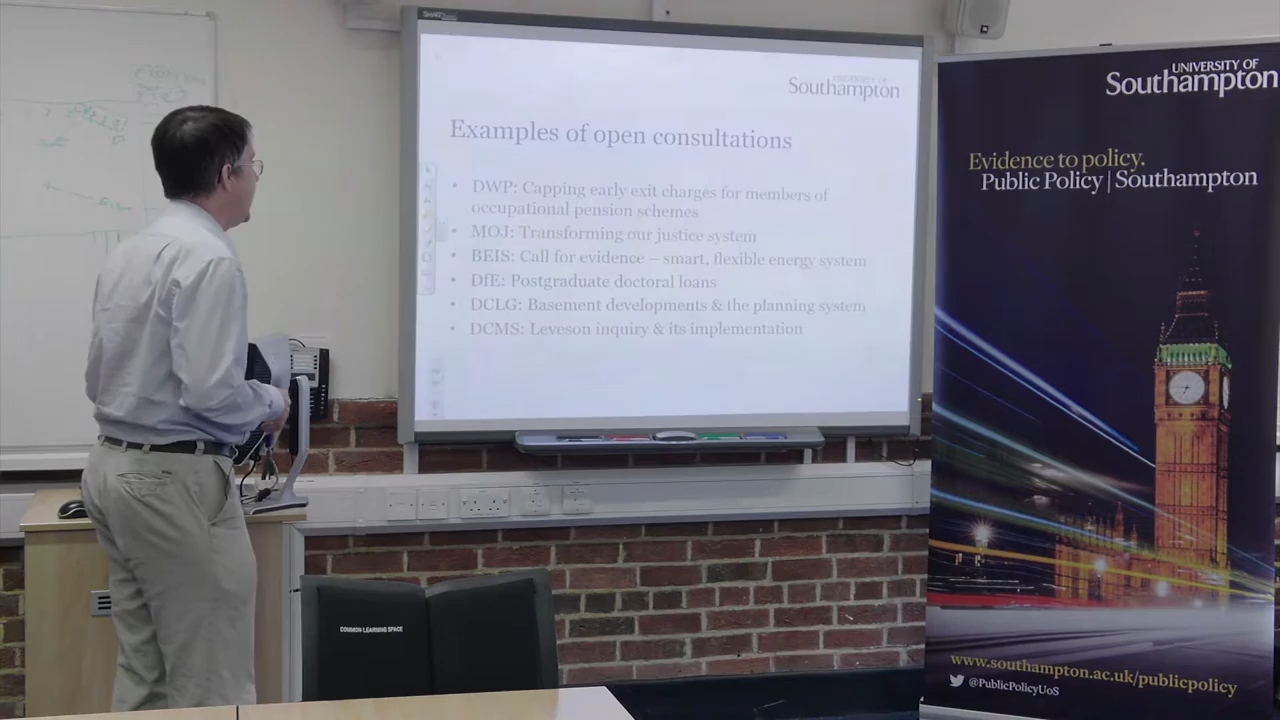 SMART
UNIVERSITY OF
Southampton
Examples of open consultations
• DWP: Capping early exit charges for members of
occupational pension schemes
• MOJ: Transforming our justice system
• BEIS: Call for evidence – smart, flexible energy system
• DfE: Postgraduate doctoral loans
• DCLG: Basement developments & the planning system
• DCMS: Leveson inquiry & its implementation
COMMON LEARNING SPACE
UNIVERSITY OF
Southampton
Evidence to policy.
Public Policy | Southampton
www.southampton.ac.uk/publicpolicy
@PublicPolicyUoS